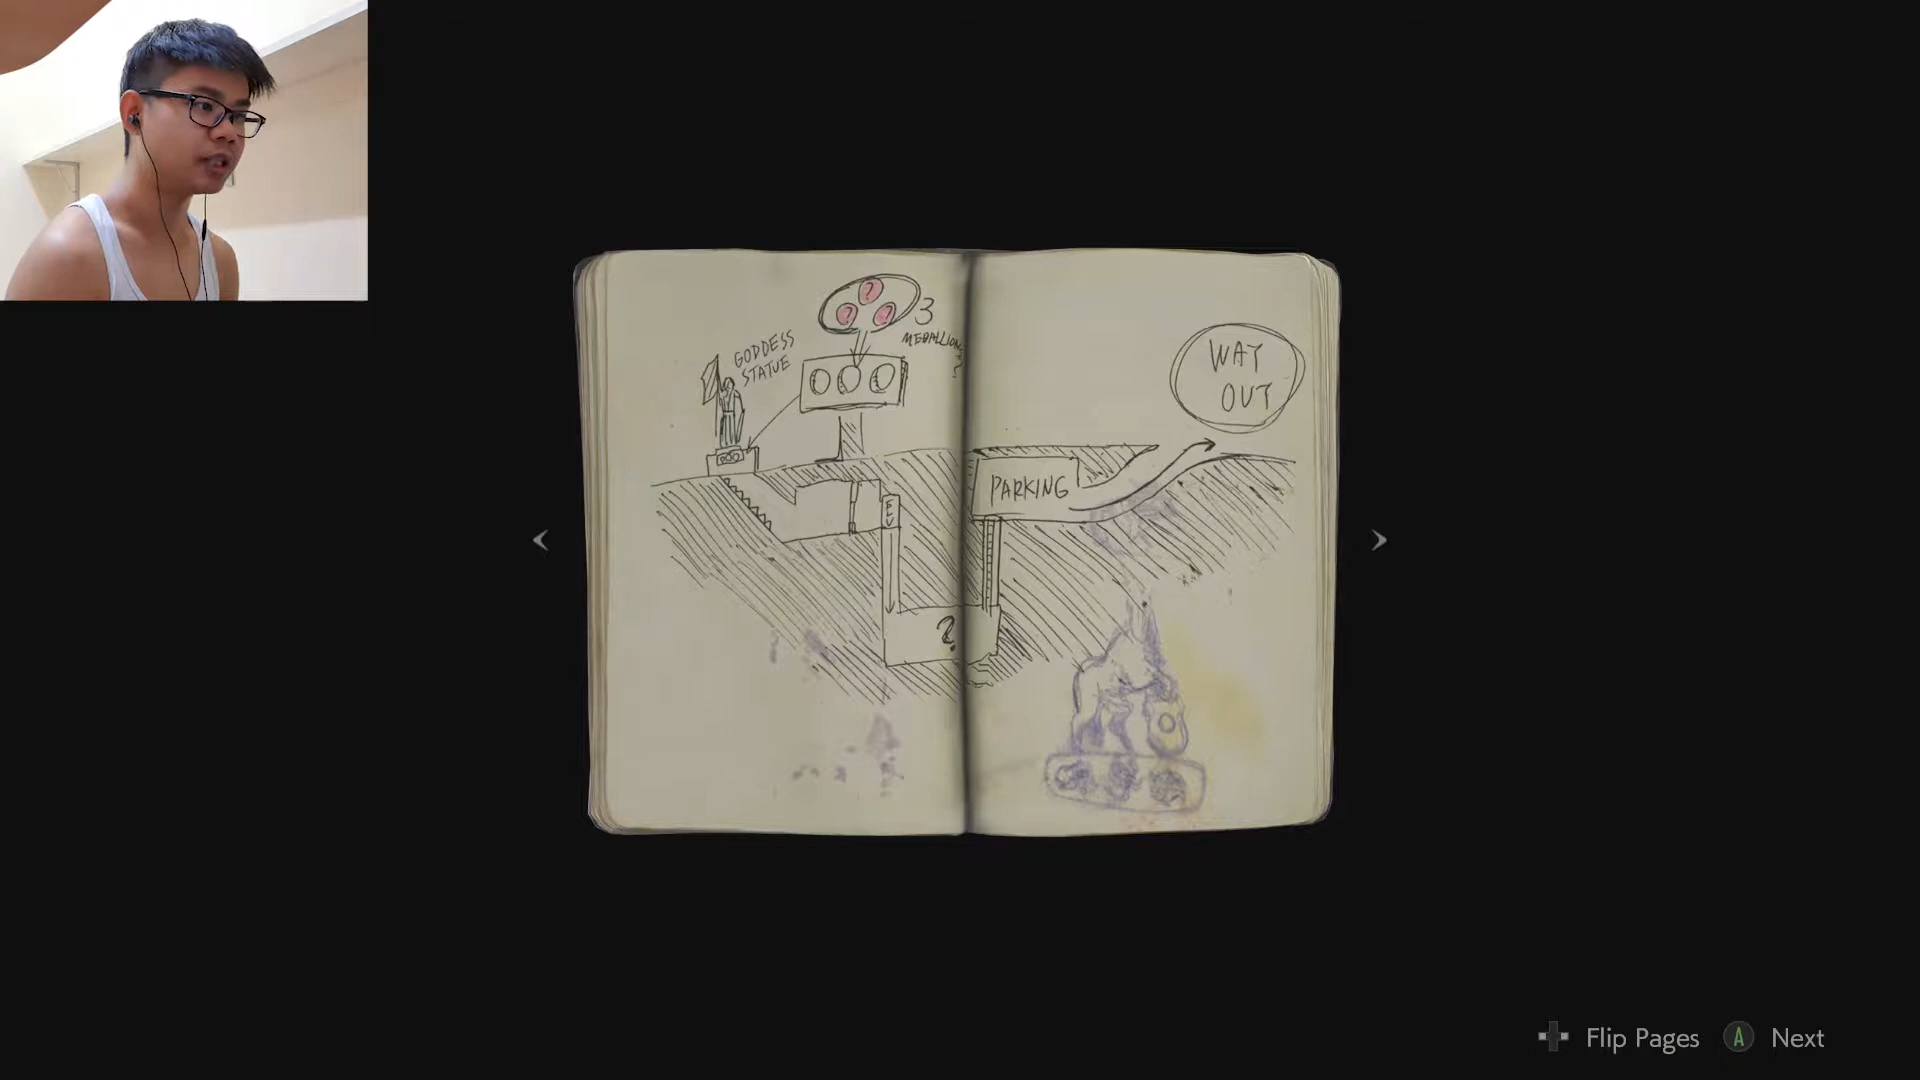 ?
? ?
3
MEDALLIONS
GODDESS
STATUE
WAY
OUT
PARKING
ELV
?
Flip Pages A Next